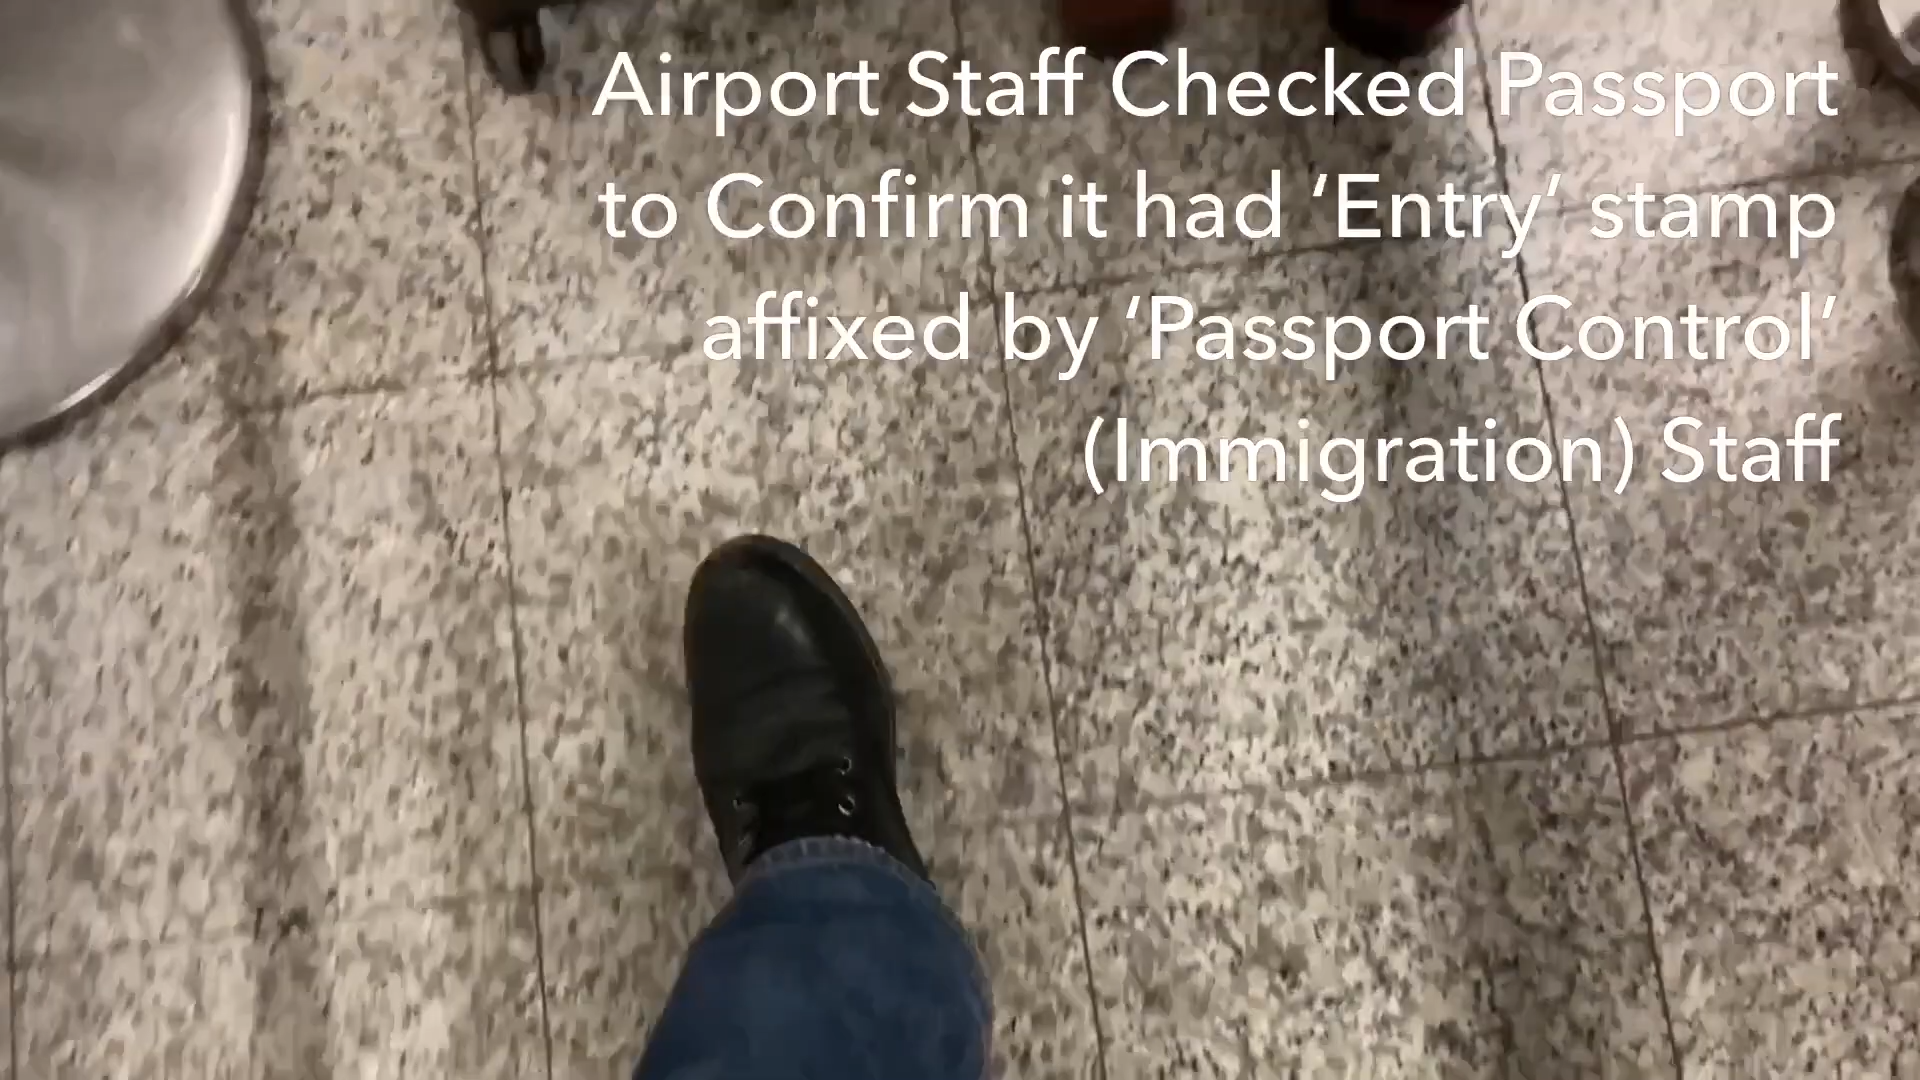 Airport Staff Checked Passport
to Confirm it had ‘Entry’ stamp
affixed by ‘Passport Control’
(Immigration) Staff